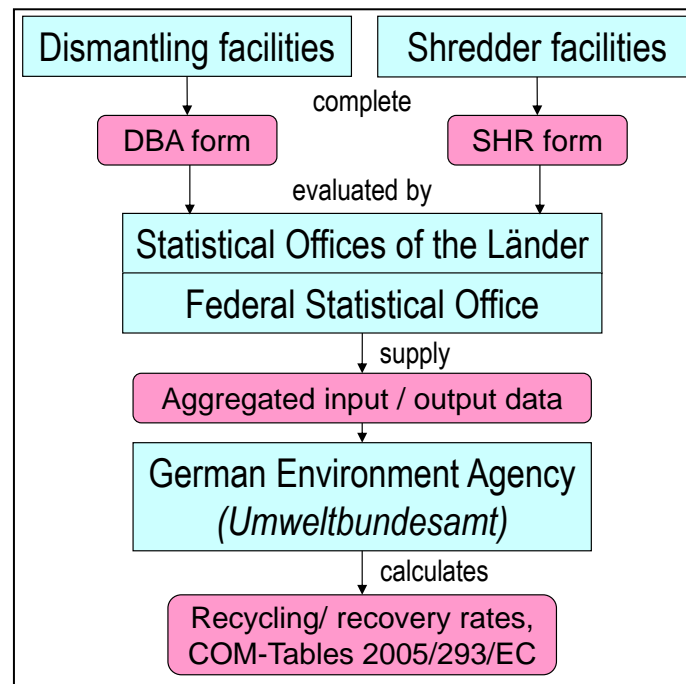 Dismantling facilities
Shredder facilities
complete
DBA form
SHR form
evaluated by
Statistical Offices of the Länder
Federal Statistical Office
supply
Aggregated input / output data
German Environment Agency
(Umweltbundesamt)
calculates
Recycling/ recovery rates,
COM-Tables 2005/293/EC